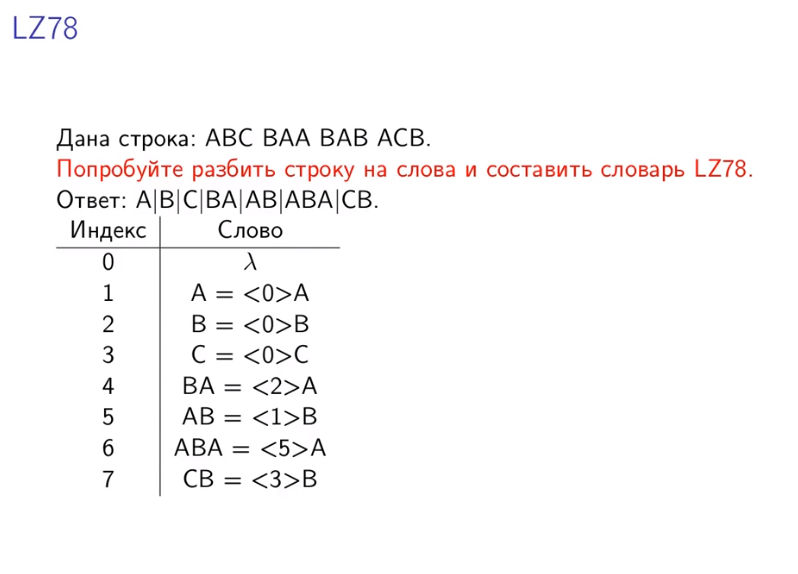 LZ78
Дана строка: ABC BAA BAB ACB.
Попробуйте разбить строку на слова и составить словарь LZ78.
Ответ: A|B|C|BA|AB|ABA|CB.
Индекс Слово
0 λ
1 A = <0>A
2 B = <0>B
3 C = <0>C
4 BA = <2>A
5 AB = <1>B
6 ABA = <5>A
7 CB = <3>B